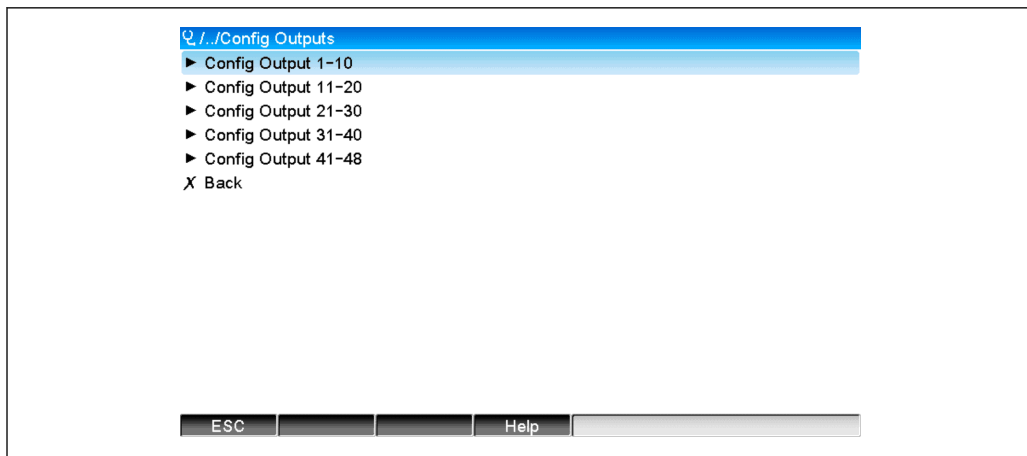 /../Config Outputs
► Config Output 1-10
► Config Output 11-20
► Config Output 21-30
► Config Output 31-40
► Config Output 41-48
X Back
ESC Help